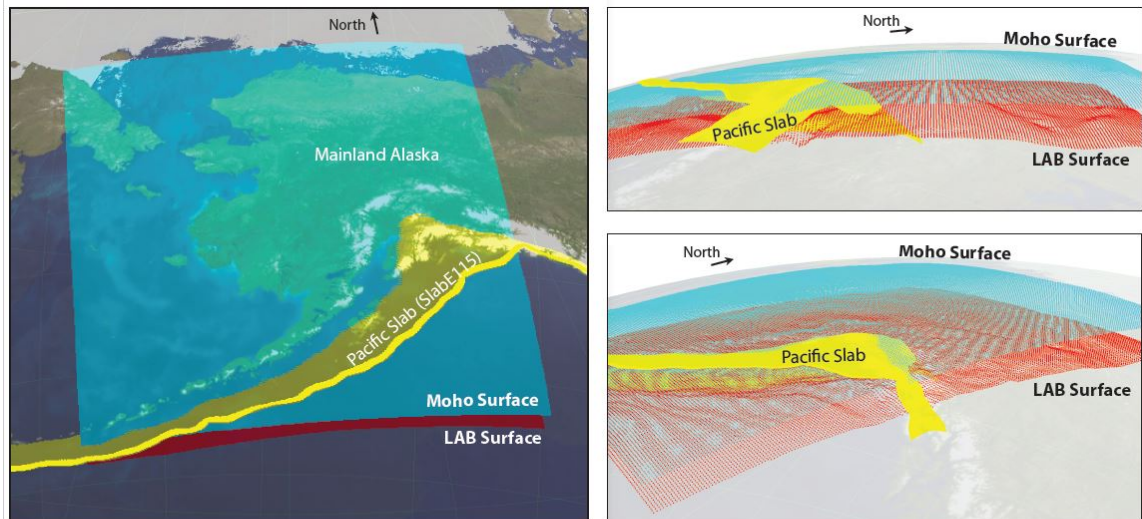 North
Mainland Alaska
Pacific Slab (SlabE115)
Moho Surface
LAB Surface
North
Moho Surface
Pacific Slab
LAB Surface
North
Moho Surface
Pacific Slab
LAB Surface